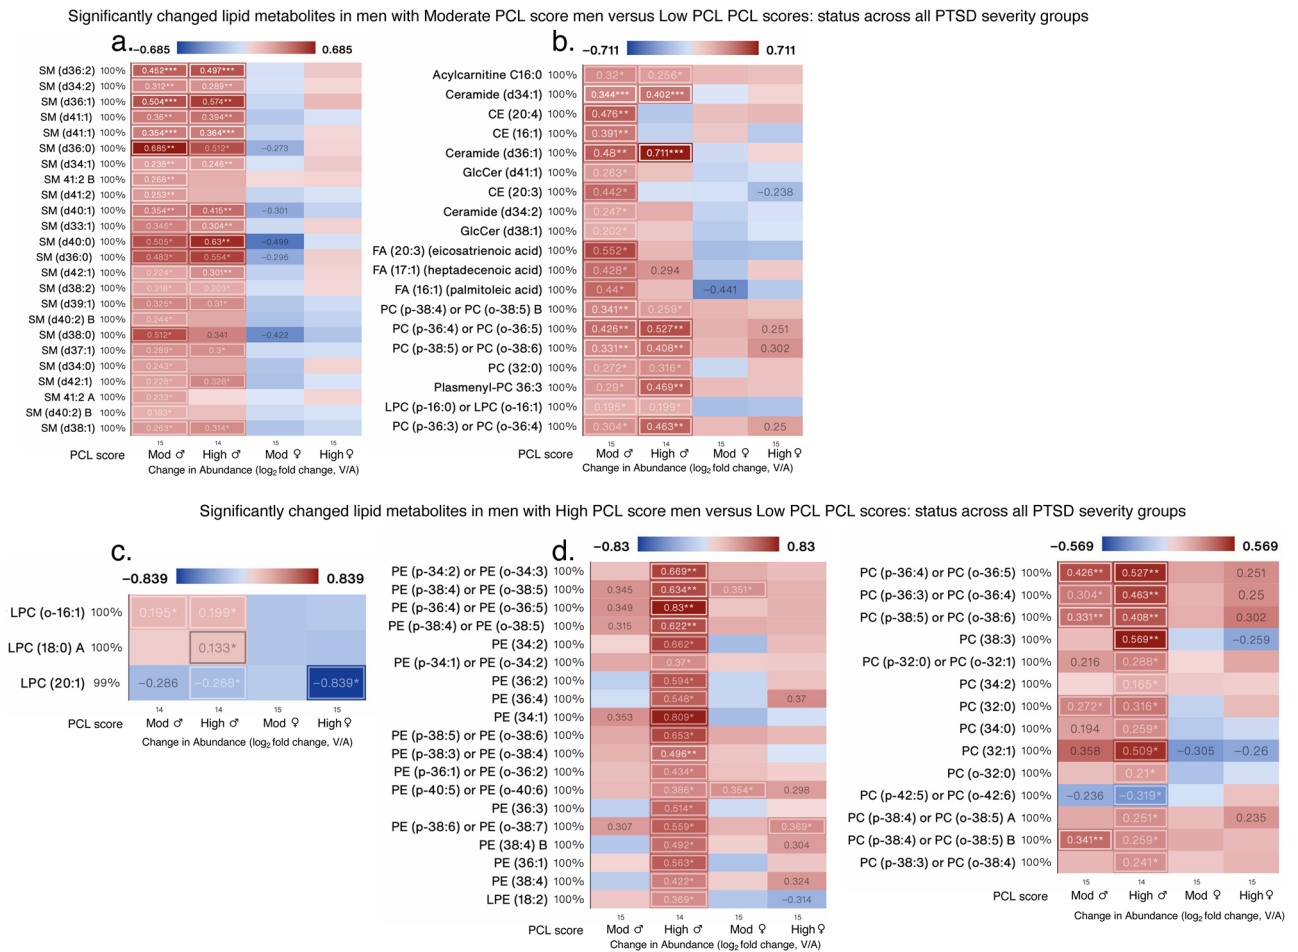 Significantly changed lipid metabolites in men with Moderate PCL score men versus Low PCL PCL scores: status across all PTSD severity groups
a.
−0.685 0.685
SM (d36:2) 100% 0.452*** 0.497***
SM (d34:2) 100% 0.312** 0.289**
SM (d36:1) 100% 0.504*** 0.574**
SM (d41:1) 100% 0.36** 0.394**
SM (d41:1) 100% 0.354*** 0.364***
SM (d36:0) 100% 0.685** 0.512* −0.273
SM (d34:1) 100% 0.238** 0.246**
SM 41:2 B 100% 0.268**
SM (d41:2) 100% 0.253**
SM (d40:1) 100% 0.354** 0.415** −0.301
SM (d33:1) 100% 0.346* 0.304**
SM (d40:0) 100% 0.505* 0.63** −0.499
SM (d36:0) 100% 0.483* 0.554* −0.296
SM (d42:1) 100% 0.224* 0.301**
SM (d38:2) 100% 0.218* 0.203*
SM (d39:1) 100% 0.325* 0.31*
SM (d40:2) B 100% 0.244*
SM (d38:0) 100% 0.512* 0.341 −0.422
SM (d37:1) 100% 0.289* 0.3*
SM (d34:0) 100% 0.243*
SM (d42:1) 100% 0.228* 0.328*
SM 41:2 A 100% 0.233*
SM (d40:2) B 100% 0.183*
SM (d38:1) 100% 0.263* 0.314*
15 14 15 15
PCL score Mod ♂ High ♂ Mod ♀ High ♀
Change in Abundance (log2 fold change, V/A)
b.
−0.711 0.711
Acylcarnitine C16:0 100% 0.32* 0.256*
Ceramide (d34:1) 100% 0.344*** 0.402***
CE (20:4) 100% 0.476**
CE (16:1) 100% 0.391**
Ceramide (d36:1) 100% 0.48** 0.711***
GlcCer (d41:1) 100% 0.263*
CE (20:3) 100% 0.442* −0.238
Ceramide (d34:2) 100% 0.247*
GlcCer (d38:1) 100% 0.202*
FA (20:3) (eicosatrienoic acid) 100% 0.552*
FA (17:1) (heptadecenoic acid) 100% 0.428* 0.294
FA (16:1) (palmitoleic acid) 100% 0.44* −0.441
PC (p-38:4) or PC (o-38:5) B 100% 0.341** 0.259*
PC (p-36:4) or PC (o-36:5) 100% 0.426** 0.527** 0.251
PC (p-38:5) or PC (o-38:6) 100% 0.331** 0.408** 0.302
PC (32:0) 100% 0.272* 0.316*
Plasmenyl-PC 36:3 100% 0.29* 0.469**
LPC (p-16:0) or LPC (o-16:1) 100% 0.195* 0.199*
PC (p-36:3) or PC (o-36:4) 100% 0.304* 0.463** 0.25
15 14 15 15
PCL score Mod ♂ High ♂ Mod ♀ High ♀
Change in Abundance (log2 fold change, V/A)
Significantly changed lipid metabolites in men with High PCL score men versus Low PCL PCL scores: status across all PTSD severity groups
c.
−0.839 0.839
LPC (o-16:1) 100% 0.195* 0.199*
LPC (18:0) A 100% 0.133*
LPC (20:1) 99% −0.286 −0.268* −0.839*
14 14 15 15
PCL score Mod ♂ High ♂ Mod ♀ High ♀
Change in Abundance (log2 fold change, V/A)
d.
−0.83 0.83
PE (p-34:2) or PE (o-34:3) 100% 0.669**
PE (p-38:4) or PE (o-38:5) 100% 0.345 0.634** 0.351*
PE (p-36:4) or PE (o-36:5) 100% 0.349 0.83**
PE (p-38:4) or PE (o-38:5) 100% 0.315 0.622**
PE (34:2) 100% 0.662*
PE (p-34:1) or PE (o-34:2) 100% 0.37*
PE (36:2) 100% 0.594*
PE (36:4) 100% 0.548* 0.37
PE (34:1) 100% 0.353 0.809*
PE (p-38:5) or PE (o-38:6) 100% 0.653*
PE (p-38:3) or PE (o-38:4) 100% 0.496**
PE (p-36:1) or PE (o-36:2) 100% 0.434*
PE (p-40:5) or PE (o-40:6) 100% 0.386* 0.354* 0.298
PE (36:3) 100% 0.514*
PE (p-38:6) or PE (o-38:7) 100% 0.307 0.559* 0.369*
PE (38:4) B 100% 0.492* 0.304
PE (36:1) 100% 0.563*
PE (38:4) 100% 0.422* 0.324
LPE (18:2) 100% 0.369* −0.314
15 14 15 15
PCL score Mod ♂ High ♂ Mod ♀ High ♀
Change in Abundance (log2 fold change, V/A)
−0.569 0.569
PC (p-36:4) or PC (o-36:5) 100% 0.426** 0.527** 0.251
PC (p-36:3) or PC (o-36:4) 100% 0.304* 0.463** 0.25
PC (p-38:5) or PC (o-38:6) 100% 0.331** 0.408** 0.302
PC (38:3) 100% 0.569** −0.259
PC (p-32:0) or PC (o-32:1) 100% 0.216 0.288*
PC (34:2) 100% 0.165*
PC (32:0) 100% 0.272* 0.316*
PC (34:0) 100% 0.194 0.259*
PC (32:1) 100% 0.358 0.509* −0.305 −0.26
PC (o-32:0) 100% 0.21*
PC (p-42:5) or PC (o-42:6) 100% −0.236 −0.319*
PC (p-38:4) or PC (o-38:5) A 100% 0.251* 0.235
PC (p-38:4) or PC (o-38:5) B 100% 0.341** 0.259*
PC (p-38:3) or PC (o-38:4) 100% 0.241*
15 14 15 15
PCL score Mod ♂ High ♂ Mod ♀ High ♀
Change in Abundance (log2 fold change, V/A)